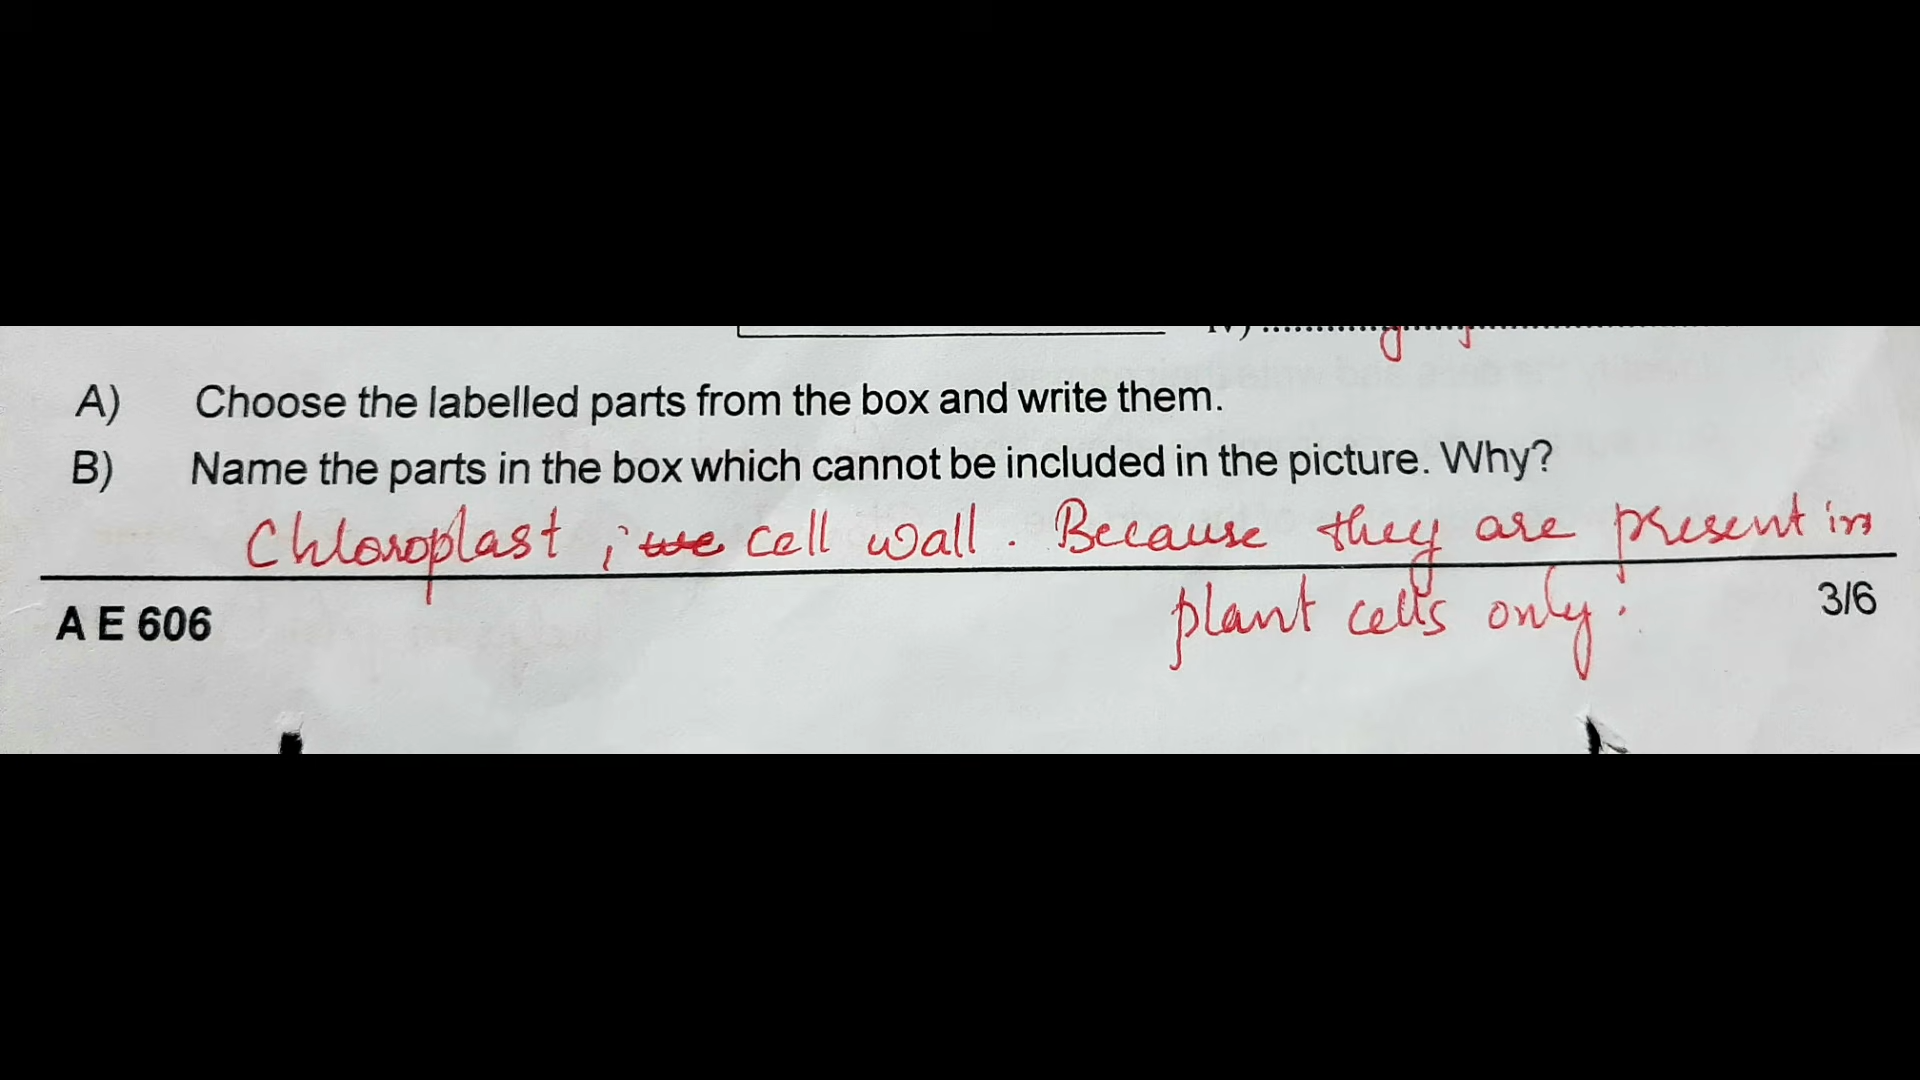 IV)
A) Choose the labelled parts from the box and write them.
B) Name the parts in the box which cannot be included in the picture. Why?
Chloroplast, cell wall. Because they are present in
plant cells only.
A E 606
3/6